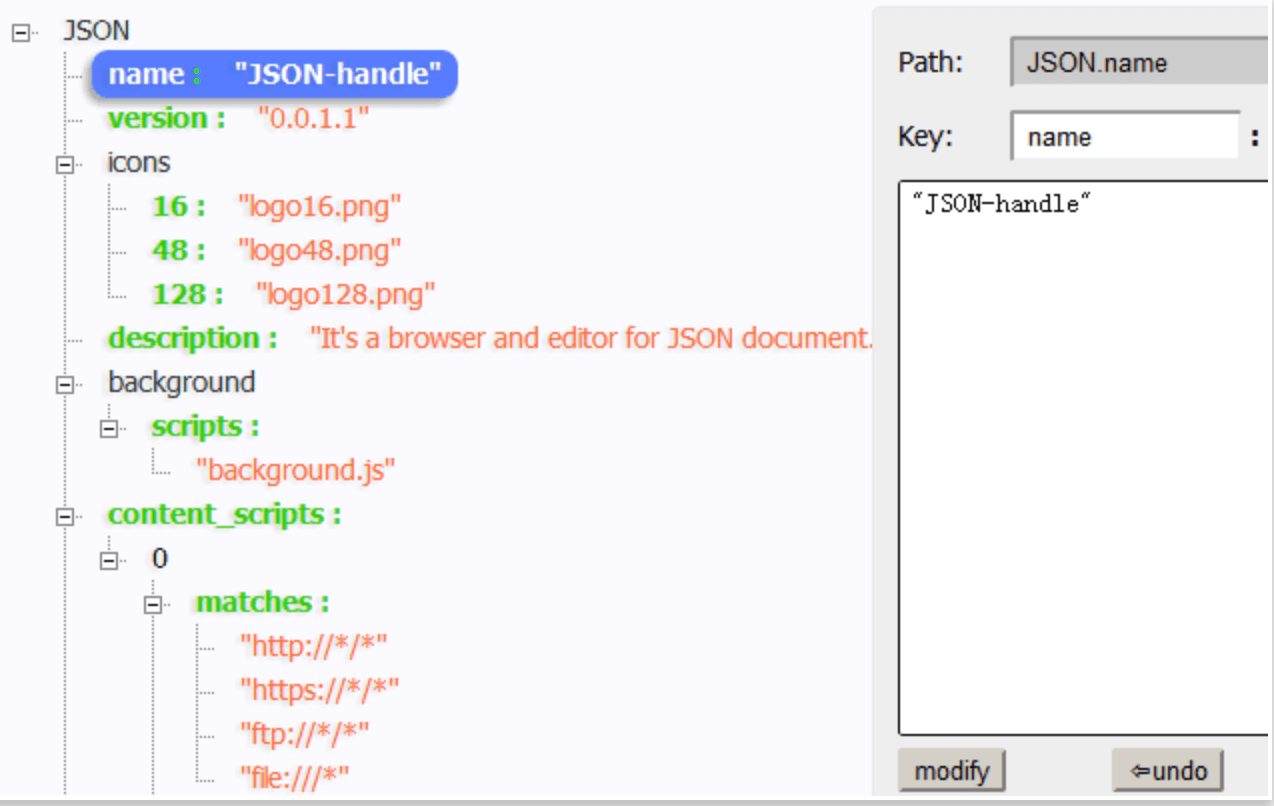 JSON
name : "JSON-handle"
version : "0.0.1.1"
icons
16 : "logo16.png"
48 : "logo48.png"
128 : "logo128.png"
description : "It's a browser and editor for JSON document.
background
scripts :
"background.js"
content_scripts :
0
matches :
"http://*/*"
"https://*/*"
"ftp://*/*"
"file:///*"
Path: JSON.name
Key: name :
"JSON-handle"
modify ⇦undo